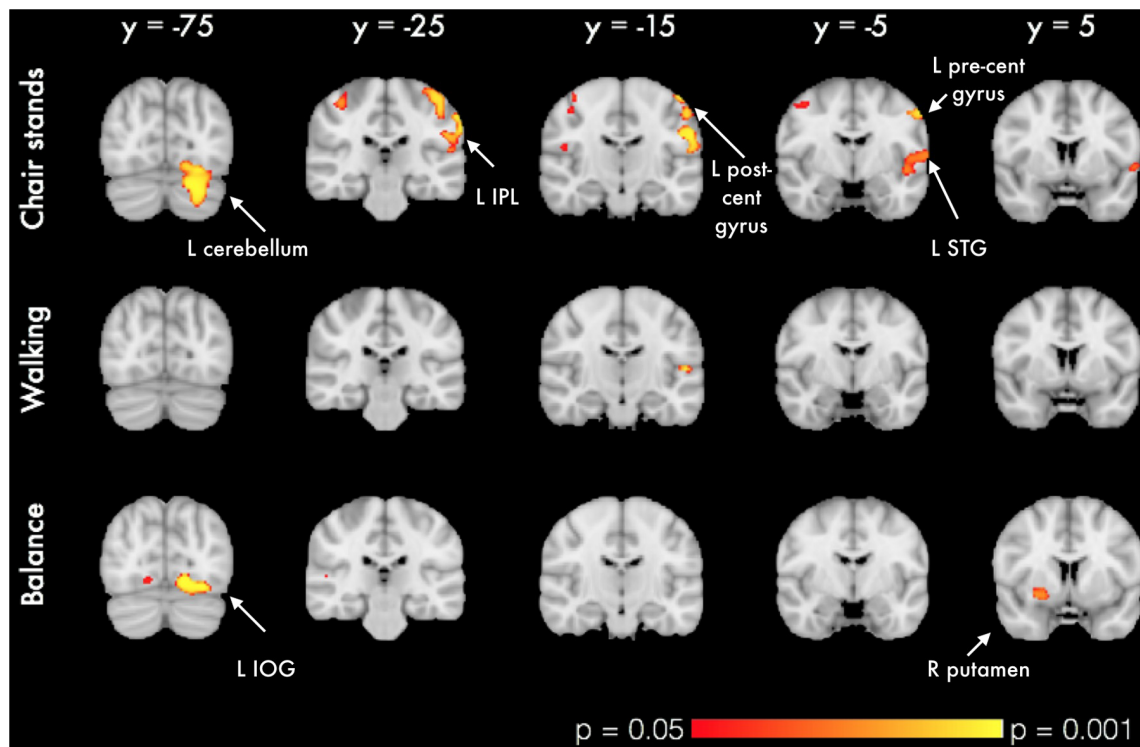 y = -75
y = -25
y = -15
y = -5
y = 5
Chair stands
L cerebellum
L IPL
L post-
cent
gyrus
L pre-cent
gyrus
L STG
Walking
Balance
L IOG
R putamen
p = 0.05
p = 0.001